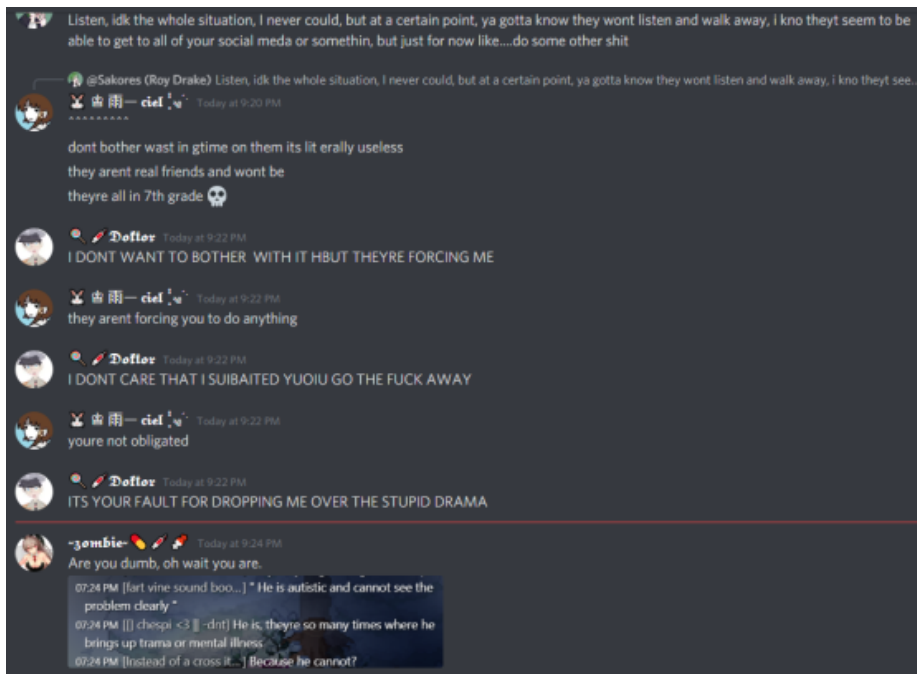 Listen, idk the whole situation, I never could, but at a certain point, ya gotta know they wont listen and walk away, i kno theyt seem to be
able to get to all of your social meda or somethin, but just for now like....do some other shit
@Sakores (Roy Drake) Listen, idk the whole situation, I never could, but at a certain point, ya gotta know they wont listen and walk away, i kno theyt see...
雨— ciel Today at 9:20 PM
^^^^^^^^^
dont bother wast in gtime on them its lit erally useless
they arent real friends and wont be
theyre all in 7th grade 💀
🔍 💉 𝕯𝖔𝖐𝖙𝖔𝖗 Today at 9:22 PM
I DONT WANT TO BOTHER WITH IT HBUT THEYRE FORCING ME
雨— ciel Today at 9:22 PM
they arent forcing you to do anything
🔍 💉 𝕯𝖔𝖐𝖙𝖔𝖗 Today at 9:22 PM
I DONT CARE THAT I SUIBAITED YUOIU GO THE FUCK AWAY
雨— ciel Today at 9:22 PM
youre not obligated
🔍 💉 𝕯𝖔𝖐𝖙𝖔𝖗 Today at 9:22 PM
ITS YOUR FAULT FOR DROPPING ME OVER THE STUPID DRAMA
-𝖟𝖔𝖒𝖇𝖎𝖊- 💊 💉 Today at 9:24 PM
Are you dumb, oh wait you are.
07:24 PM [fart vine sound boo...] " He is autistic and cannot see the
problem clearly "
07:24 PM [[] chespi <3 || -dnt] He is, theyre so many times where he
brings up trama or mental illness
07:24 PM [Instead of a cross it...] Because he cannot?